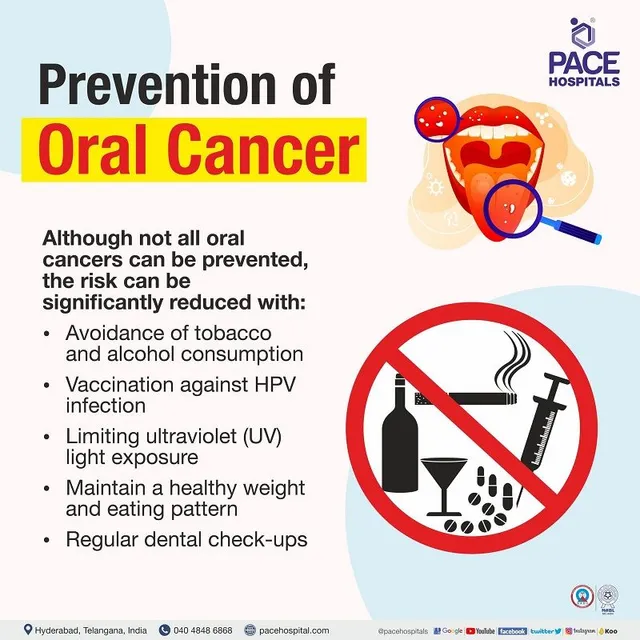 PACE
HOSPITALS
Prevention of
Oral Cancer
Although not all oral
cancers can be prevented,
the risk can be
significantly reduced with:
• Avoidance of tobacco
and alcohol consumption
• Vaccination against HPV
infection
• Limiting ultraviolet (UV)
light exposure
• Maintain a healthy weight
and eating pattern
• Regular dental check-ups
Hyderabad, Telangana, India 040 4848 6868 pacehospital.com @pacehospitals Google YouTube facebook twitter Instagram Koo